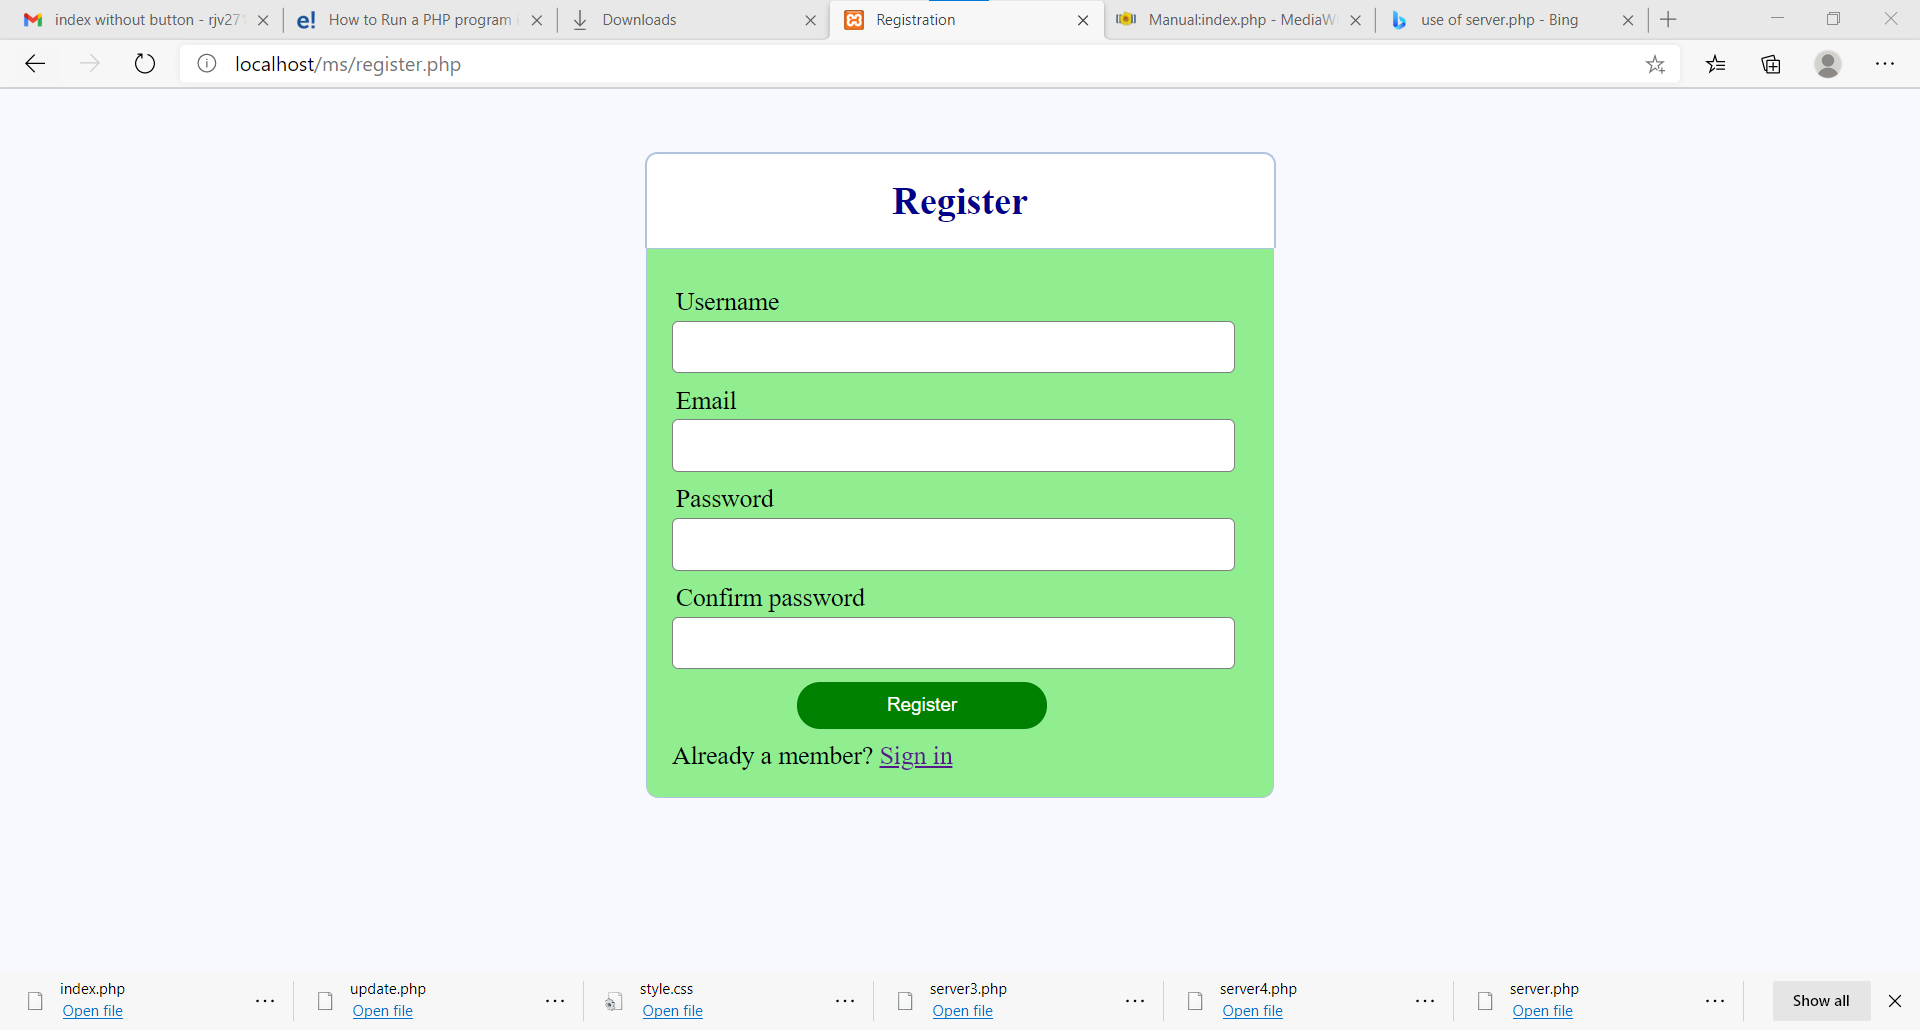 index without button - rjv271
How to Run a PHP program i
Downloads
Registration
Manual:index.php - MediaWi
use of server.php - Bing
localhost/ms/register.php
Register
Username
Email
Password
Confirm password
Register
Already a member? Sign in
index.php
Open file
update.php
Open file
style.css
Open file
server3.php
Open file
server4.php
Open file
server.php
Open file
Show all